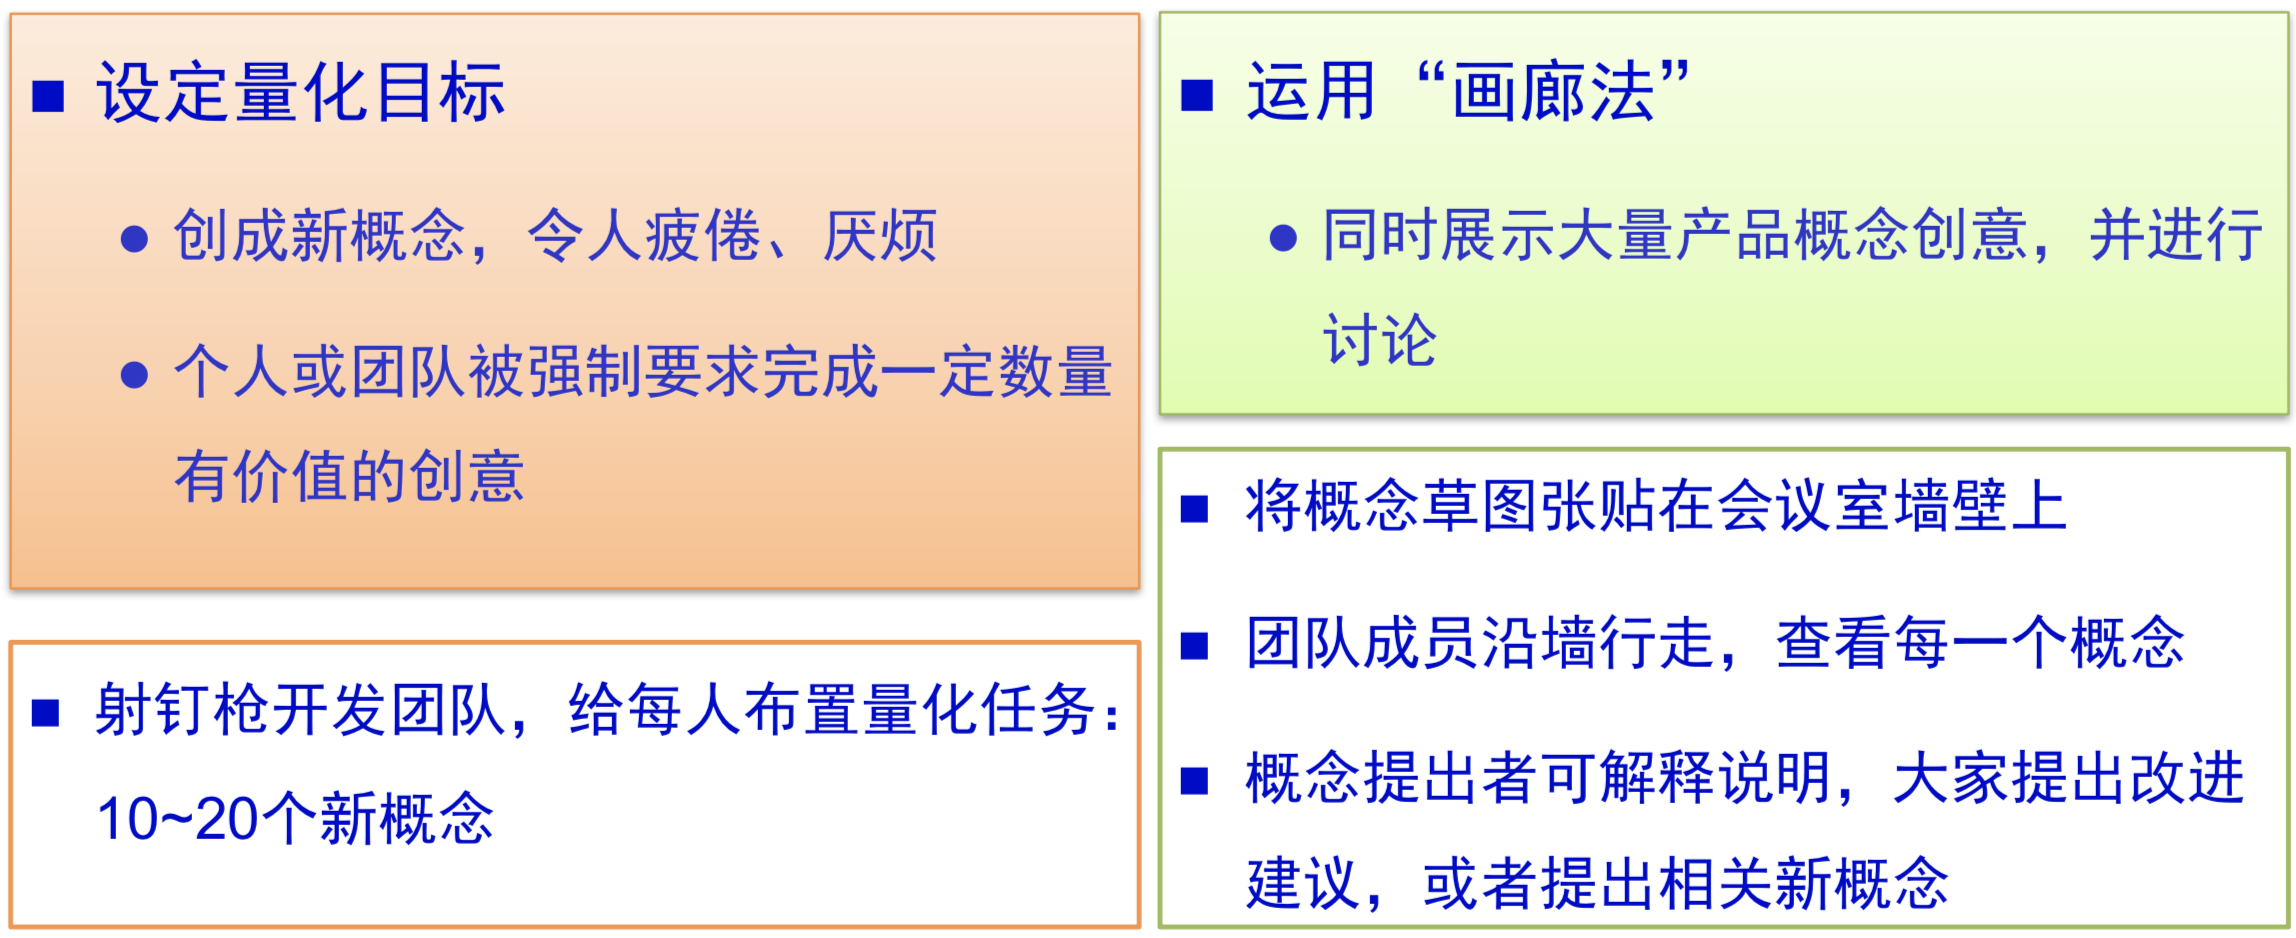 ■ 设定量化目标
● 创成新概念，令人疲倦、厌烦
● 个人或团队被强制要求完成一定数量
有价值的创意
■ 射钉枪开发团队，给每人布置量化任务：
10~20个新概念
■ 运用“画廊法”
● 同时展示大量产品概念创意，并进行
讨论
■ 将概念草图张贴在会议室墙壁上
■ 团队成员沿墙行走，查看每一个概念
■ 概念提出者可解释说明，大家提出改进
建议，或者提出相关新概念